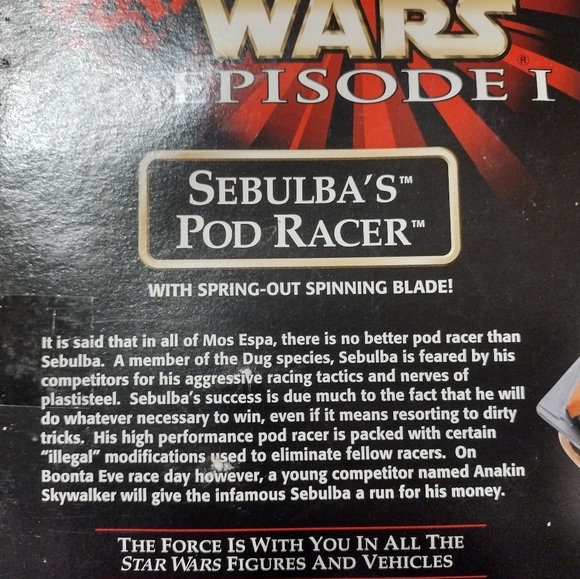 WARS ®
EPISODE I
SEBULBA'S™
POD RACER™
WITH SPRING-OUT SPINNING BLADE!
It is said that in all of Mos Espa, there is no better pod racer than
Sebulba. A member of the Dug species, Sebulba is feared by his
competitors for his aggressive racing tactics and nerves of
plastisteel. Sebulba's success is due much to the fact that he will
do whatever necessary to win, even if it means resorting to dirty
tricks. His high performance pod racer is packed with certain
"illegal" modifications used to eliminate fellow racers. On
Boonta Eve race day however, a young competitor named Anakin
Skywalker will give the infamous Sebulba a run for his money.
THE FORCE IS WITH YOU IN ALL THE
STAR WARS FIGURES AND VEHICLES